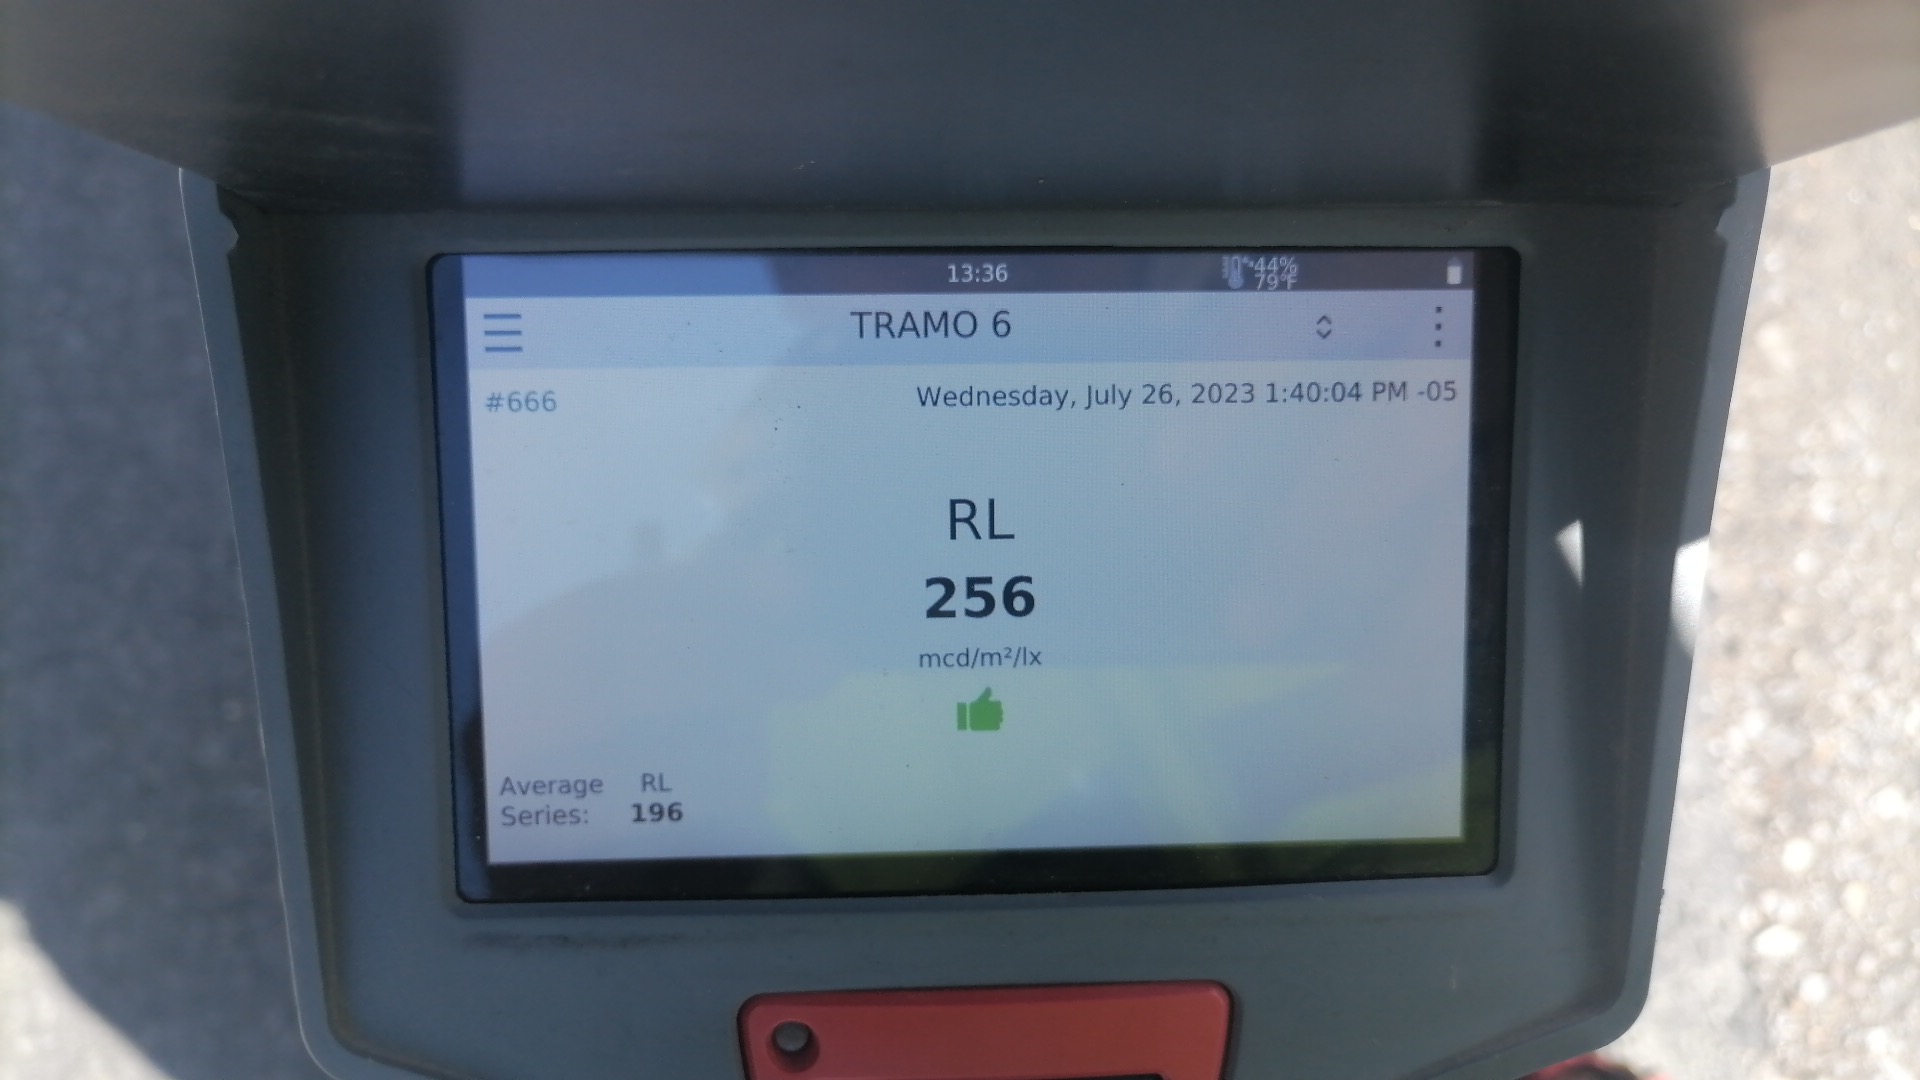 13:36
44%
79°F
TRAMO 6
#666
Wednesday, July 26, 2023 1:40:04 PM -05
RL
256
mcd/m²/lx
Average RL
Series: 196